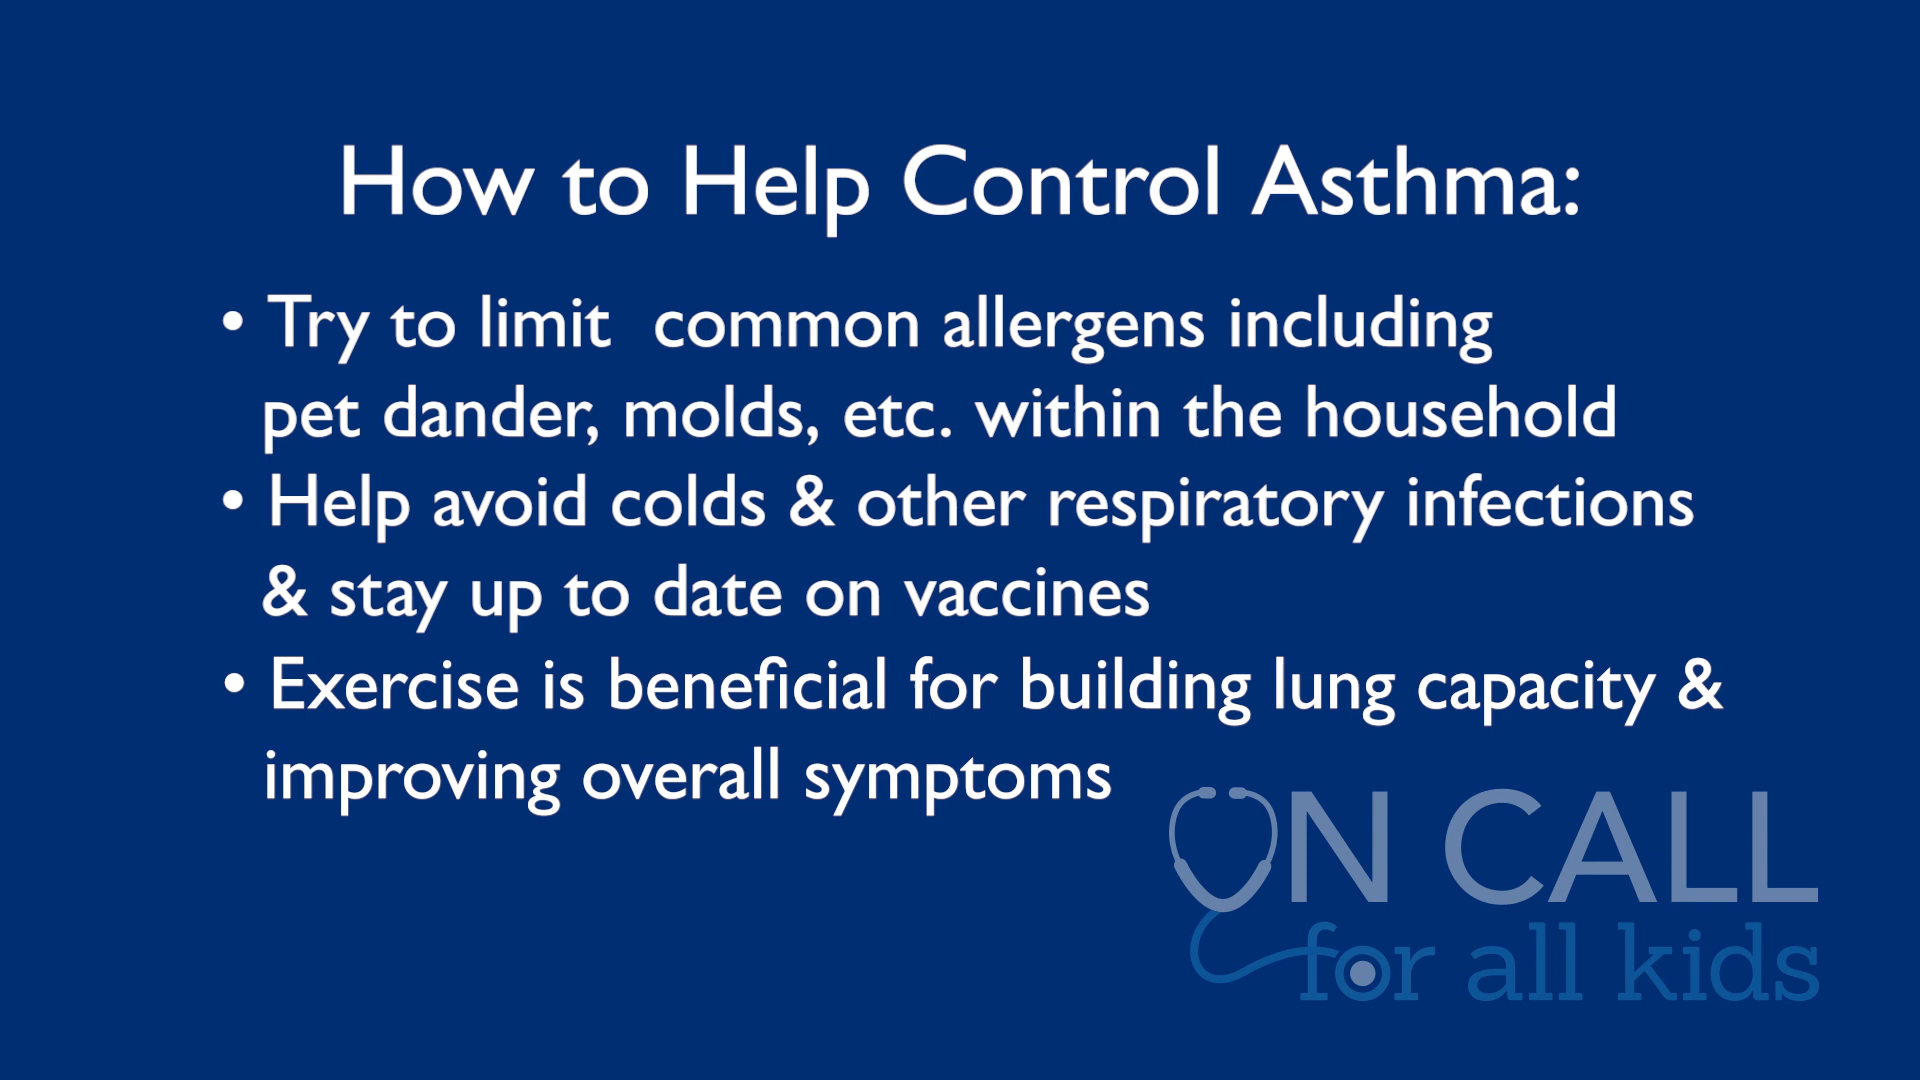 How to Help Control Asthma:
• Try to limit  common allergens including
pet dander, molds, etc. within the household
• Help avoid colds & other respiratory infections
& stay up to date on vaccines
• Exercise is beneficial for building lung capacity &
improving overall symptoms
ON CALL
for all kids